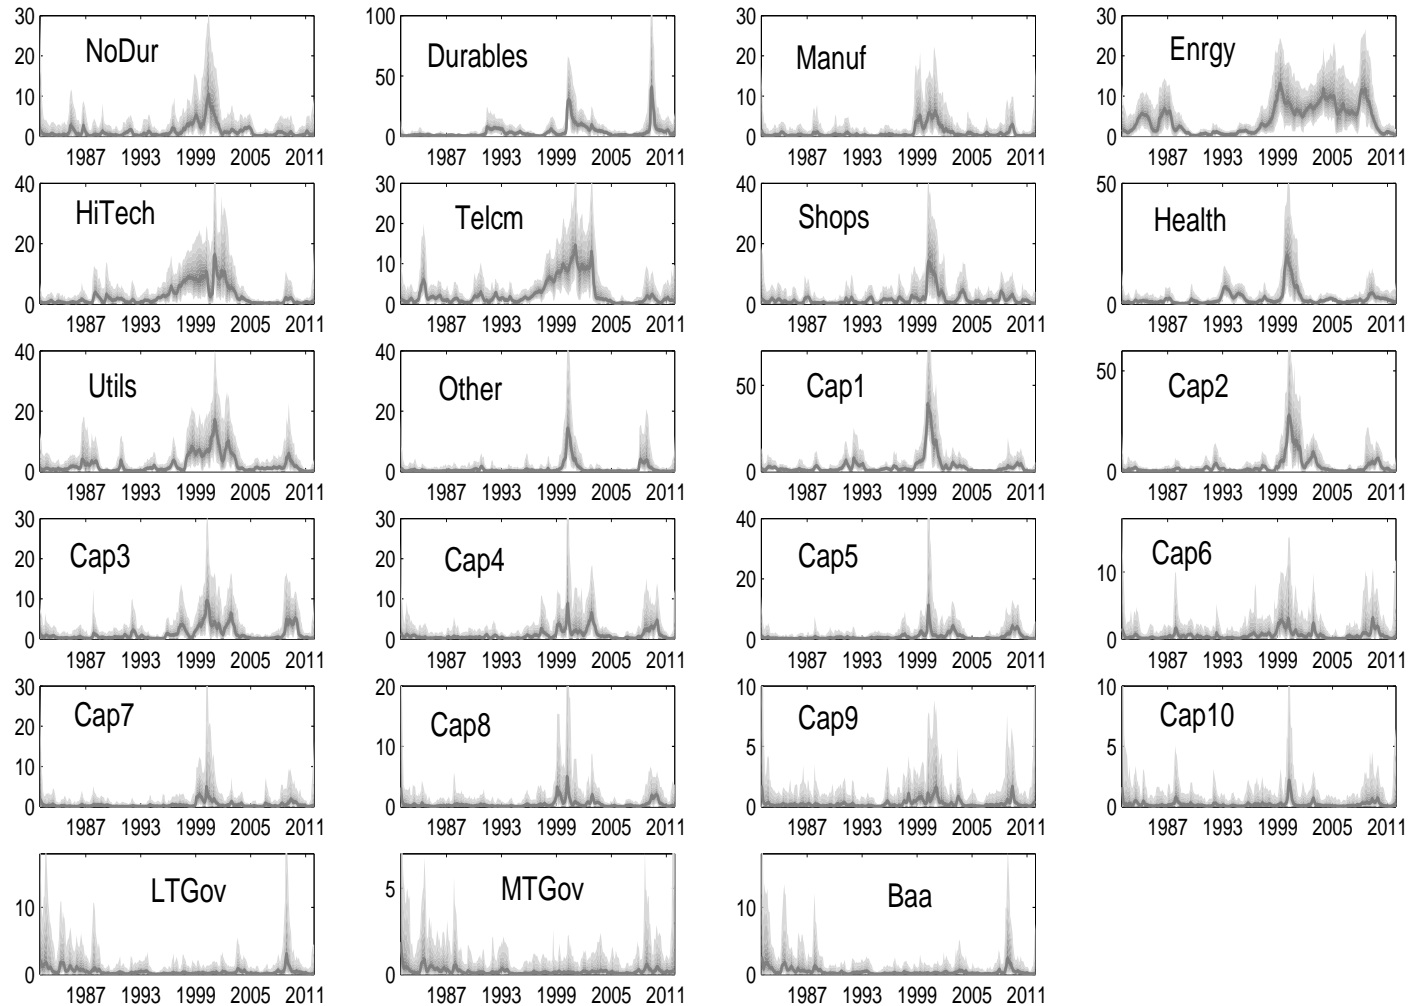 30
20
10
0
NoDur
1987 1993 1999 2005 2011
100
50
0
Durables
1987 1993 1999 2005 2011
30
20
10
0
Manuf
1987 1993 1999 2005 2011
30
20
10
0
Enrgy
1987 1993 1999 2005 2011
40
20
0
HiTech
1987 1993 1999 2005 2011
30
20
10
0
Telcm
1987 1993 1999 2005 2011
40
20
0
Shops
1987 1993 1999 2005 2011
50
0
Health
1987 1993 1999 2005 2011
40
20
0
Utils
1987 1993 1999 2005 2011
40
20
0
Other
1987 1993 1999 2005 2011
50
0
Cap1
1987 1993 1999 2005 2011
50
0
Cap2
1987 1993 1999 2005 2011
30
20
10
0
Cap3
1987 1993 1999 2005 2011
30
20
10
0
Cap4
1987 1993 1999 2005 2011
40
20
0
Cap5
1987 1993 1999 2005 2011
10
0
Cap6
1987 1993 1999 2005 2011
30
20
10
0
Cap7
1987 1993 1999 2005 2011
20
10
0
Cap8
1987 1993 1999 2005 2011
10
5
0
Cap9
1987 1993 1999 2005 2011
10
5
0
Cap10
1987 1993 1999 2005 2011
10
0
LTGov
1987 1993 1999 2005 2011
5
0
MTGov
1987 1993 1999 2005 2011
10
0
Baa
1987 1993 1999 2005 2011